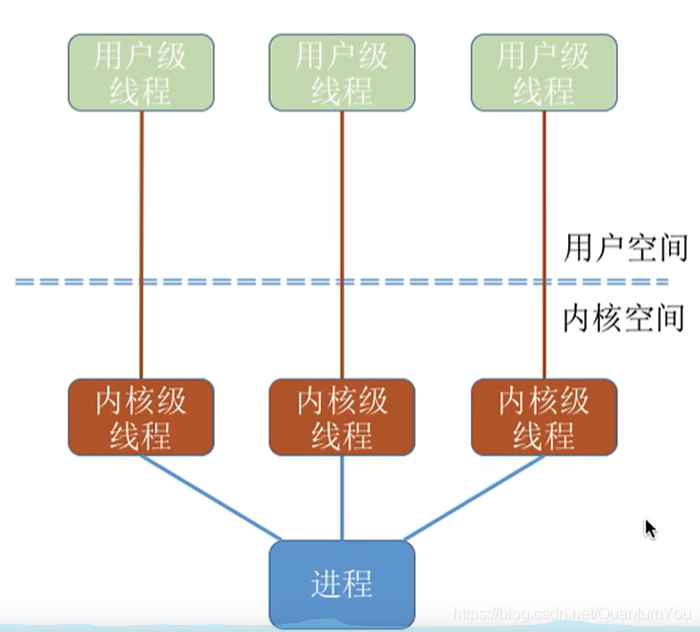 用户级
线程
用户级
线程
用户级
线程
用户空间
内核空间
内核级
线程
内核级
线程
内核级
线程
进程
https://blog.csdn.net/QuantumYou